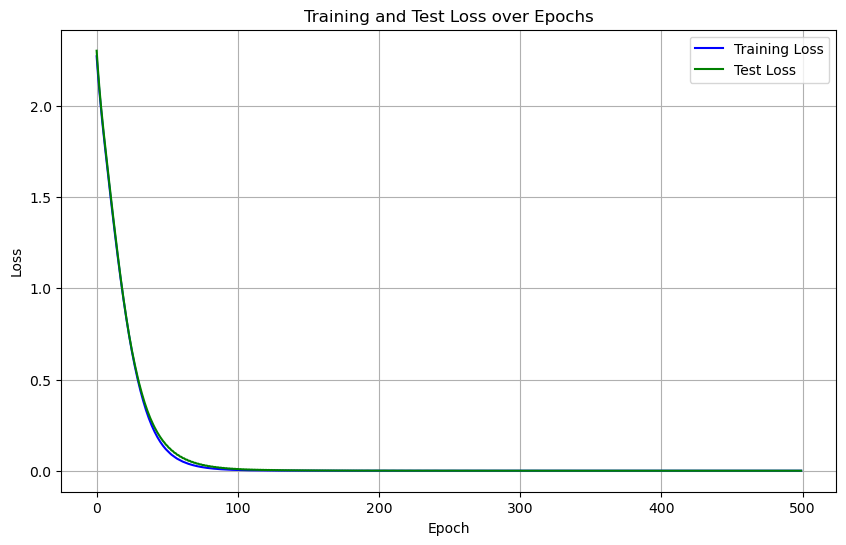 Training and Test Loss over Epochs
Training Loss
Test Loss
2.0
1.5
1.0
0.5
0.0
Loss
0 100 200 300 400 500
Epoch